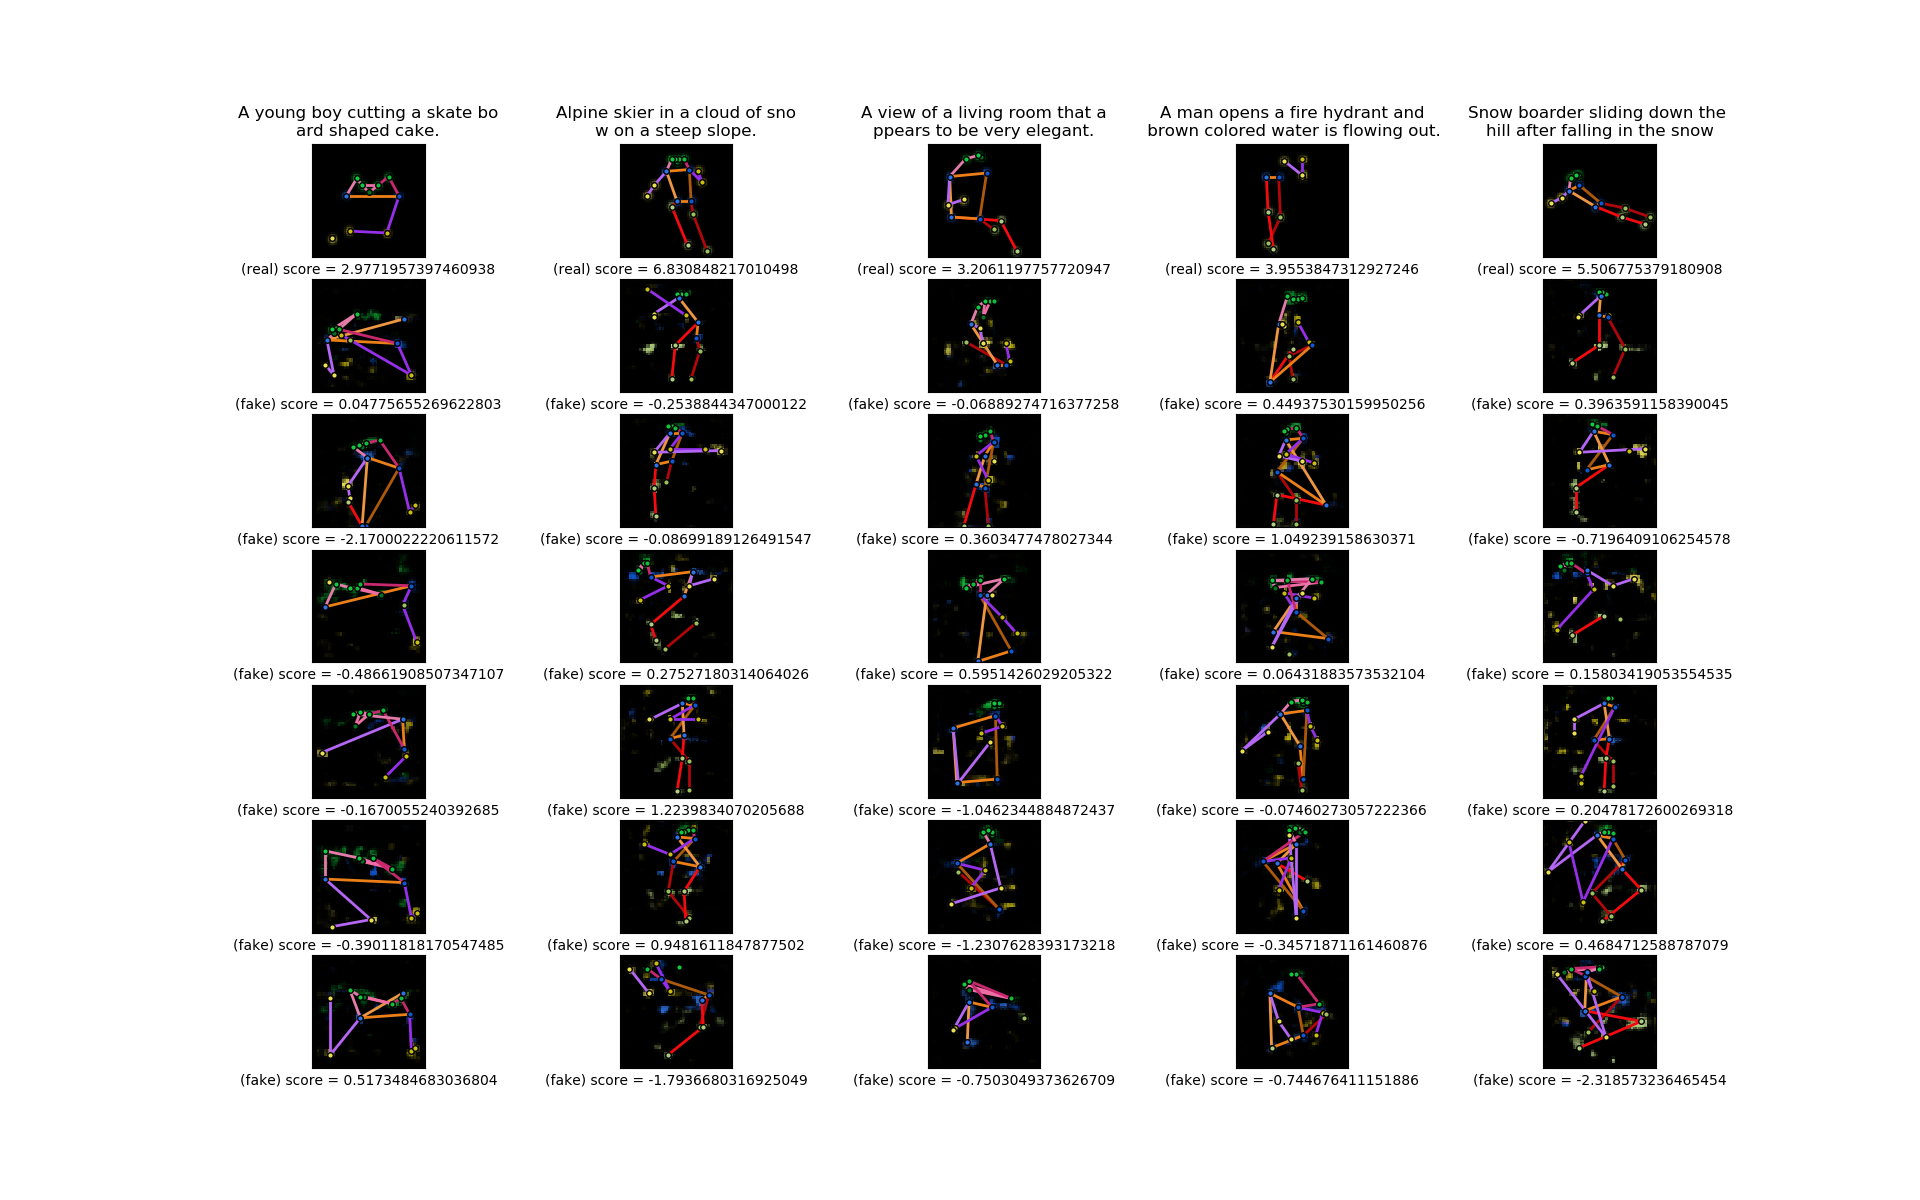 A young boy cutting a skate bo
ard shaped cake.
Alpine skier in a cloud of sno
w on a steep slope.
A view of a living room that a
ppears to be very elegant.
A man opens a fire hydrant and
brown colored water is flowing out.
Snow boarder sliding down the
hill after falling in the snow
(real) score = 2.9771957397460938
(real) score = 6.830848217010498
(real) score = 3.2061197757720947
(real) score = 3.9553847312927246
(real) score = 5.506775379180908
(fake) score = 0.04775655269622803
(fake) score = -0.2538844347000122
(fake) score = -0.06889274716377258
(fake) score = 0.44937530159950256
(fake) score = 0.3963591158390045
(fake) score = -2.1700022220611572
(fake) score = -0.08699189126491547
(fake) score = 0.3603477478027344
(fake) score = 1.049239158630371
(fake) score = -0.7196409106254578
(fake) score = -0.48661908507347107
(fake) score = 0.27527180314064026
(fake) score = 0.5951426029205322
(fake) score = 0.06431883573532104
(fake) score = 0.15803419053554535
(fake) score = -0.1670055240392685
(fake) score = 1.2239834070205688
(fake) score = -1.0462344884872437
(fake) score = -0.07460273057222366
(fake) score = 0.20478172600269318
(fake) score = -0.39011818170547485
(fake) score = 0.9481611847877502
(fake) score = -1.2307628393173218
(fake) score = -0.34571871161460876
(fake) score = 0.4684712588787079
(fake) score = 0.5173484683036804
(fake) score = -1.7936680316925049
(fake) score = -0.7503049373626709
(fake) score = -0.744676411151886
(fake) score = -2.318573236465454